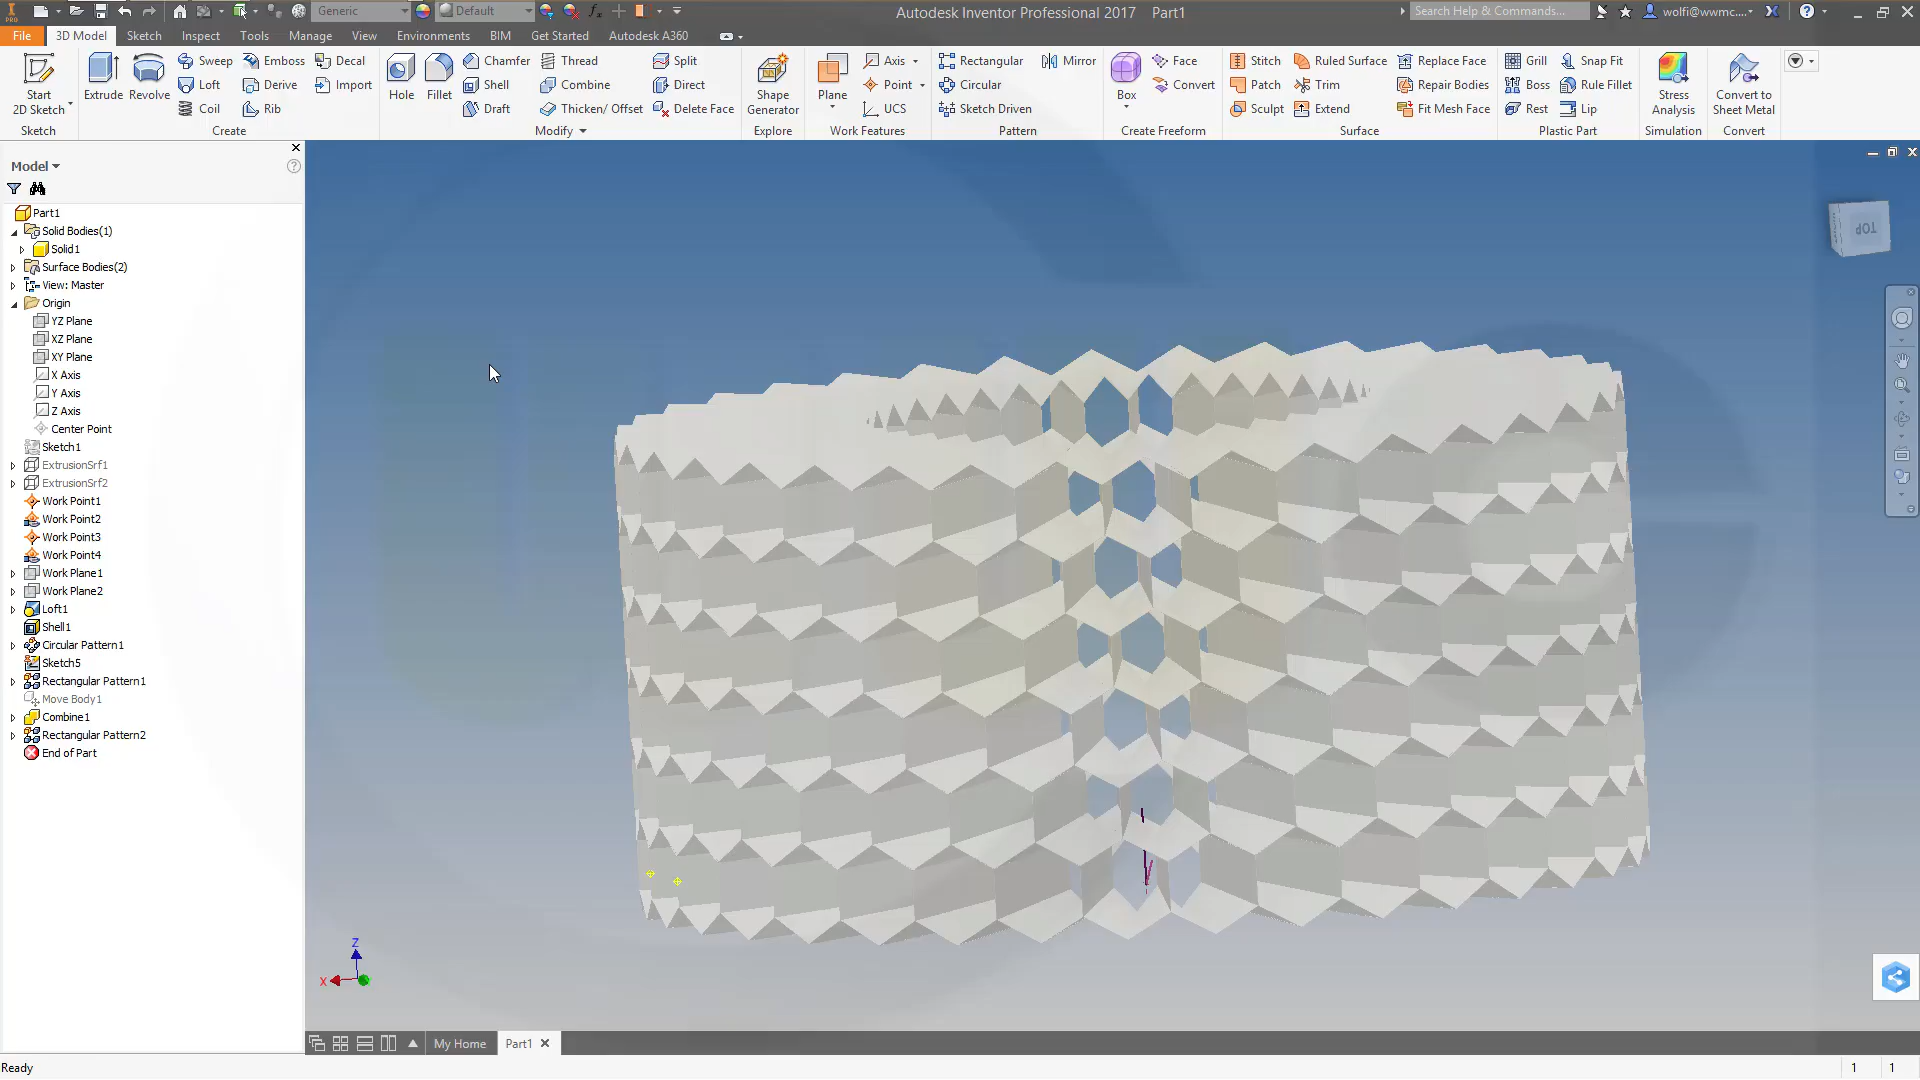 Generic
Default
Autodesk Inventor Professional 2017 Part1
Search Help & Commands...
wolfi@wwmc....
PRO
File 3D Model Sketch Inspect Tools Manage View Environments BIM Get Started Autodesk A360
Start
2D Sketch
Sketch
Extrude
Revolve
Sweep
Loft
Coil
Emboss
Derive
Rib
Decal
Import
Create
Hole
Fillet
Chamfer
Shell
Draft
Thread
Combine
Thicken/ Offset
Split
Direct
Delete Face
Modify
Shape
Generator
Explore
Plane
Axis
Point
UCS
Work Features
Rectangular
Circular
Sketch Driven
Mirror
Pattern
Box
Face
Convert
Create Freeform
Stitch
Patch
Sculpt
Ruled Surface
Trim
Extend
Replace Face
Repair Bodies
Fit Mesh Face
Surface
Grill
Boss
Rest
Snap Fit
Rule Fillet
Lip
Plastic Part
Stress
Analysis
Simulation
Convert to
Sheet Metal
Convert
Model
Part1
Solid Bodies(1)
Solid1
Surface Bodies(2)
View: Master
Origin
YZ Plane
XZ Plane
XY Plane
X Axis
Y Axis
Z Axis
Center Point
Sketch1
ExtrusionSrf1
ExtrusionSrf2
Work Point1
Work Point2
Work Point3
Work Point4
Work Plane1
Work Plane2
Loft1
Shell1
Circular Pattern1
Sketch5
Rectangular Pattern1
Move Body1
Combine1
Rectangular Pattern2
End of Part
TOP
Z
X
My Home
Part1
Ready
1 1